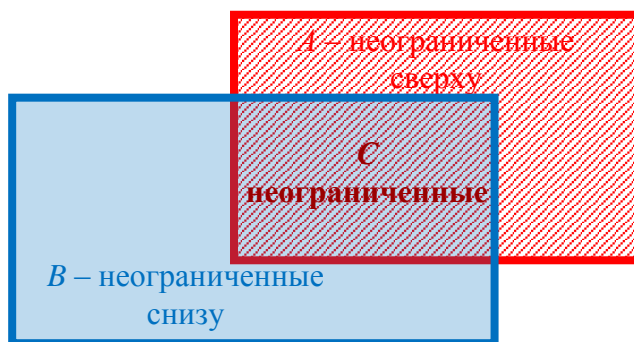 A – неограниченные
сверху
C
неограниченные
B – неограниченные
снизу